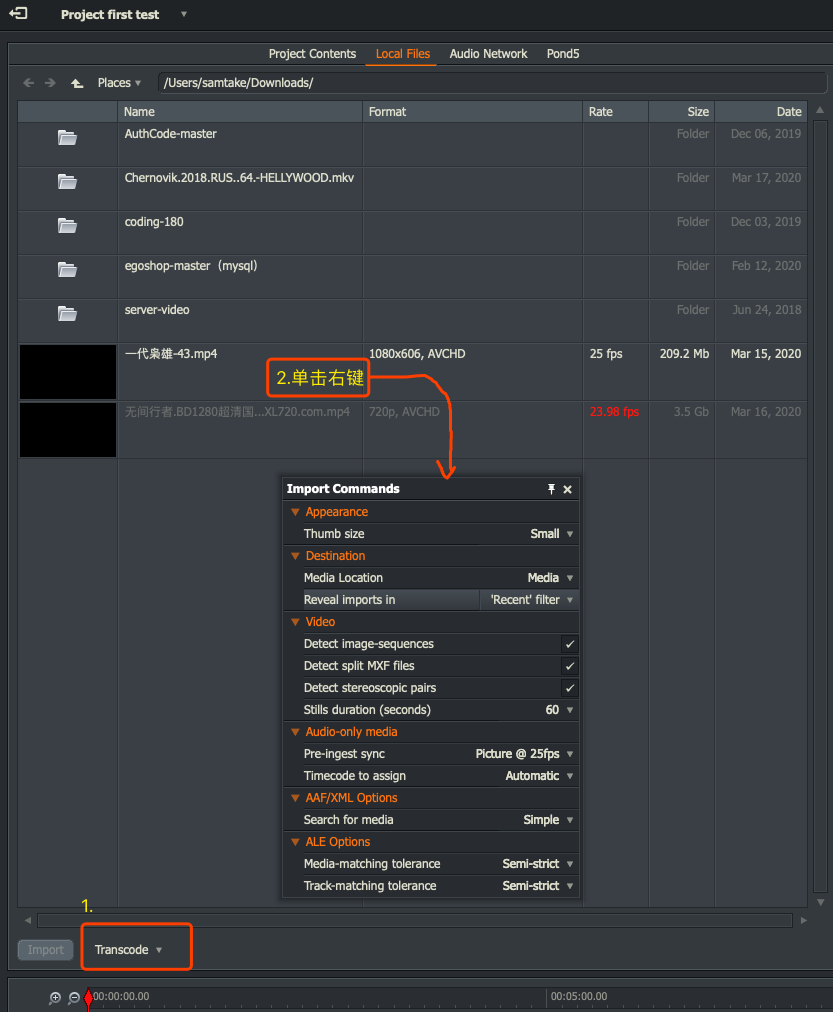 Project first test
Project Contents Local Files Audio Network Pond5
Places /Users/samtake/Downloads/
Name Format Rate Size Date
AuthCode-master Folder Dec 06, 2019
Chernovik.2018.RUS..64.-HELLYWOOD.mkv Folder Mar 17, 2020
coding-180 Folder Dec 03, 2019
egoshop-master（mysql） Folder Feb 12, 2020
server-video Folder Jun 24, 2018
一代枭雄-43.mp4 1080x606, AVCHD 25 fps 209.2 Mb Mar 15, 2020
2.单击右键
无间行者.BD1280超清国...XL720.com.mp4 720p, AVCHD 23.98 fps 3.5 Gb Mar 16, 2020
Import Commands
Appearance
Thumb size Small
Destination
Media Location Media
Reveal imports in 'Recent' filter
Video
Detect image-sequences
Detect split MXF files
Detect stereoscopic pairs
Stills duration (seconds) 60
Audio-only media
Pre-ingest sync Picture @ 25fps
Timecode to assign Automatic
AAF/XML Options
Search for media Simple
ALE Options
Media-matching tolerance Semi-strict
Track-matching tolerance Semi-strict
1.
Import Transcode
00:00:00.00 00:05:00.00